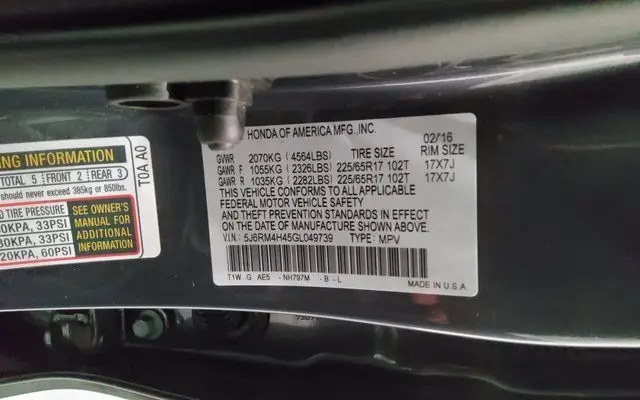 NG INFORMATION
TOTAL 5 FRONT 2 REAR 3
should never exceed 385kg or 850lbs.
TIRE PRESSURE
0KPA, 33PSI
30KPA, 33PSI
20KPA, 60PSI
SEE OWNER'S
MANUAL FOR
ADDITIONAL
INFORMATION
T0A A0
HONDA OF AMERICA MFG.,INC. 02/16
GVWR 2070KG (4564LBS) TIRE SIZE RIM SIZE
GAWR F 1055KG (2326LBS) 225/65R17 102T 17X7J
GAWR R 1035KG (2282LBS) 225/65R17 102T 17X7J
THIS VEHICLE CONFORMS TO ALL APPLICABLE
FEDERAL MOTOR VEHICLE SAFETY
AND THEFT PREVENTION STANDARDS IN EFFECT
ON THE DATE OF MANUFACTURE SHOWN ABOVE.
V.I.N.: 5J6RM4H45GL049739 TYPE: MPV
T1W G AE5 - NH797M - B - L
MADE IN U.S.A